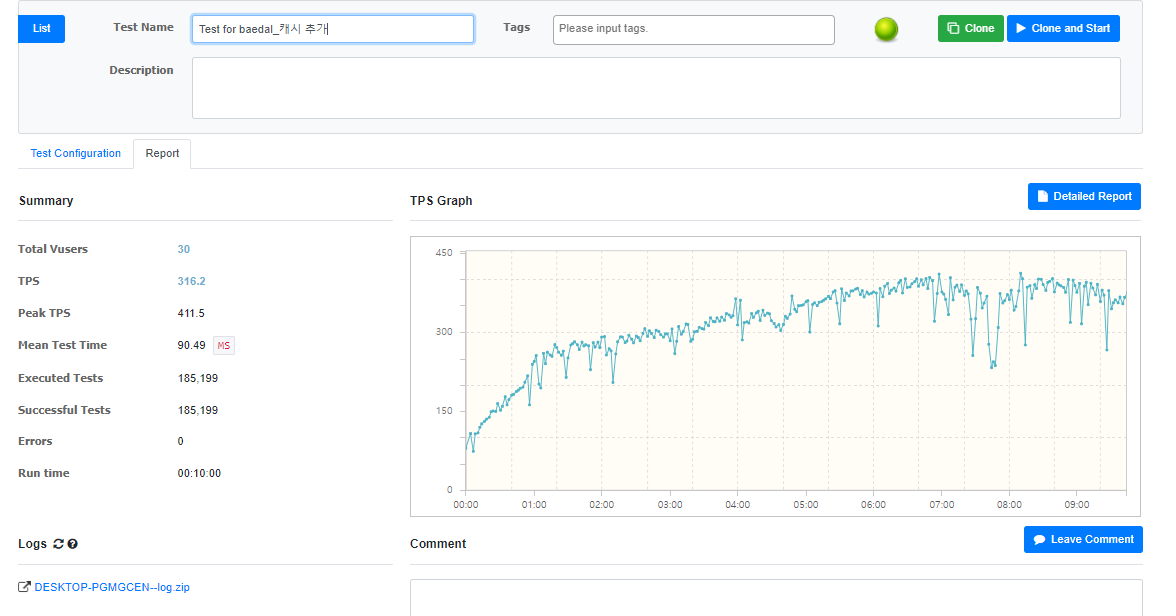 List
Test Name
Test for baedal_캐시 추개
Tags
Please input tags.
Clone
Clone and Start
Description
Test Configuration
Report
Summary
TPS Graph
Detailed Report
Total Vusers 30
TPS 316.2
Peak TPS 411.5
Mean Test Time 90.49 MS
Executed Tests 185,199
Successful Tests 185,199
Errors 0
Run time 00:10:00
450
300
150
0
00:00 01:00 02:00 03:00 04:00 05:00 06:00 07:00 08:00 09:00
Logs
Comment
Leave Comment
DESKTOP-PGMGCEN--log.zip